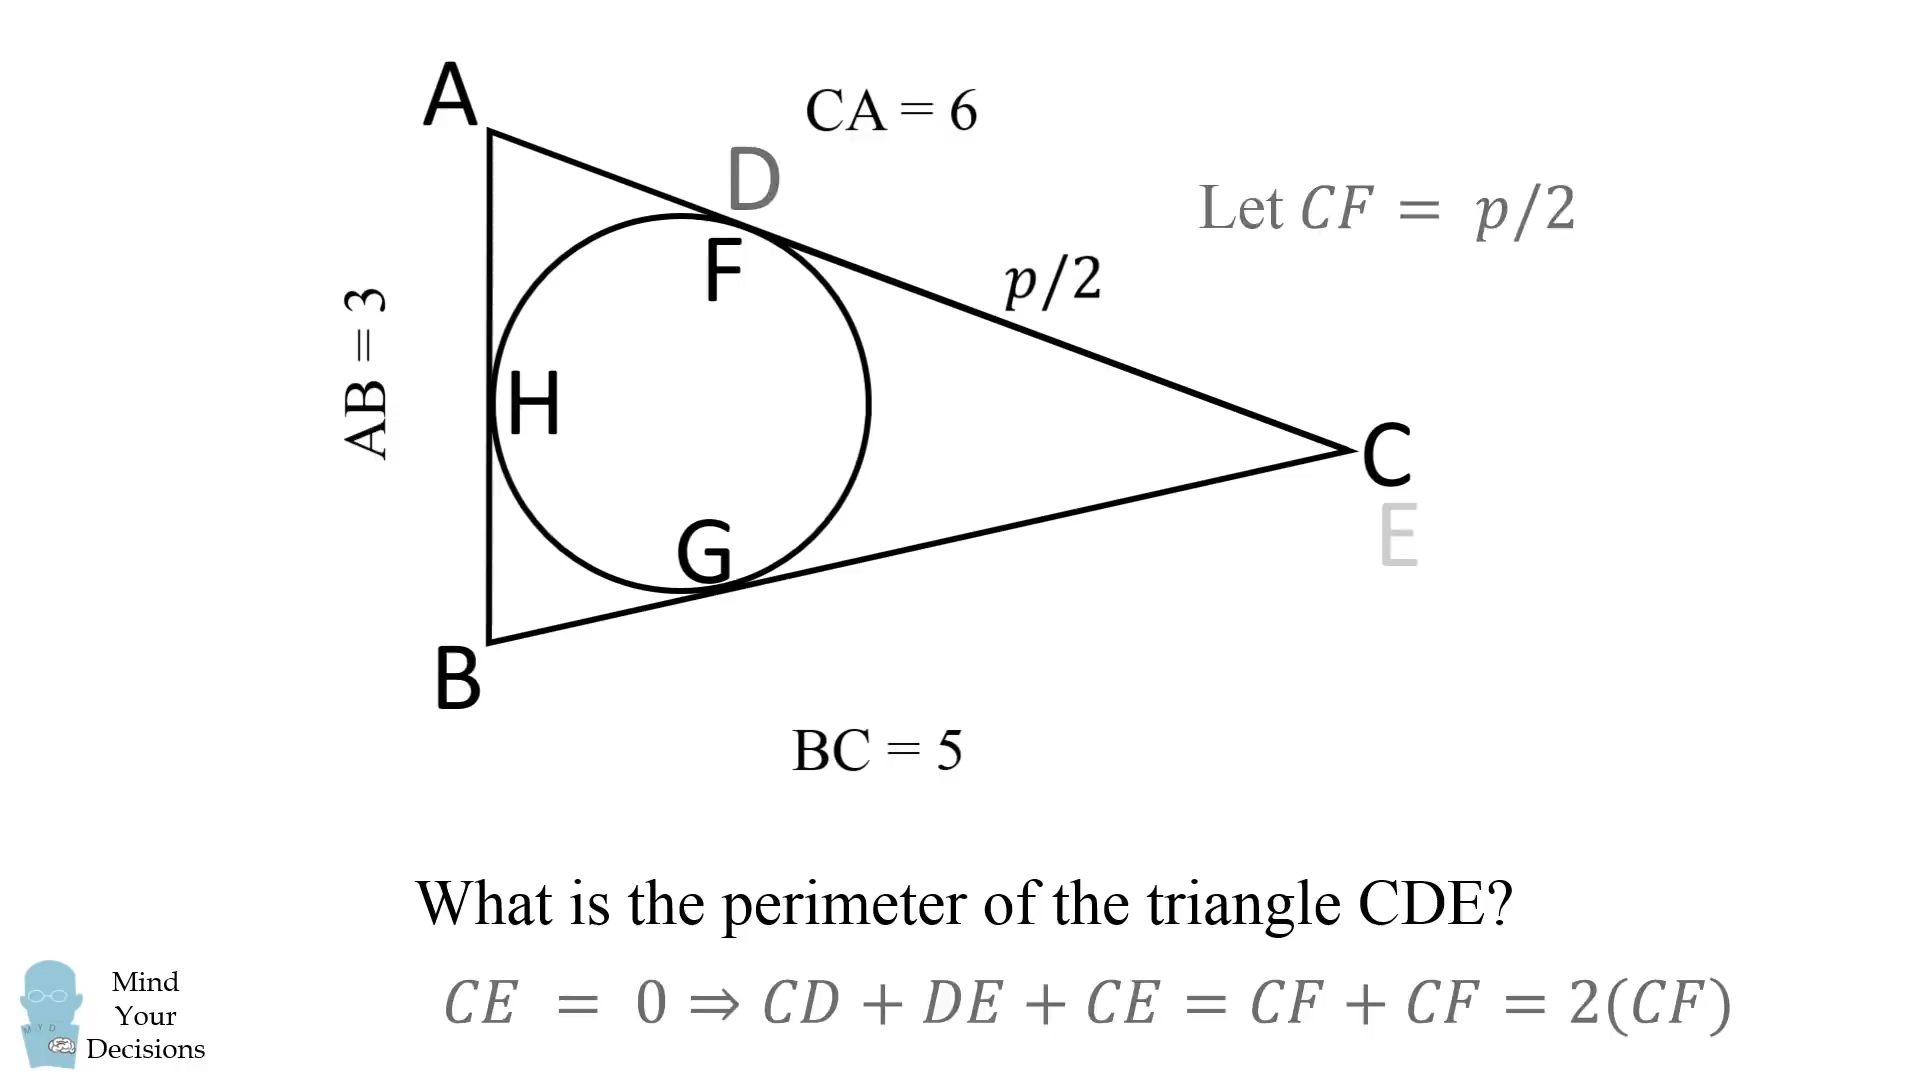 A
CA = 6
D
Let CF = p/2
F
p/2
AB = 3
H
C
E
G
B
BC = 5
What is the perimeter of the triangle CDE?
CE = 0 ⇒ CD + DE + CE = CF + CF = 2(CF)
M Y D
Mind
Your
Decisions